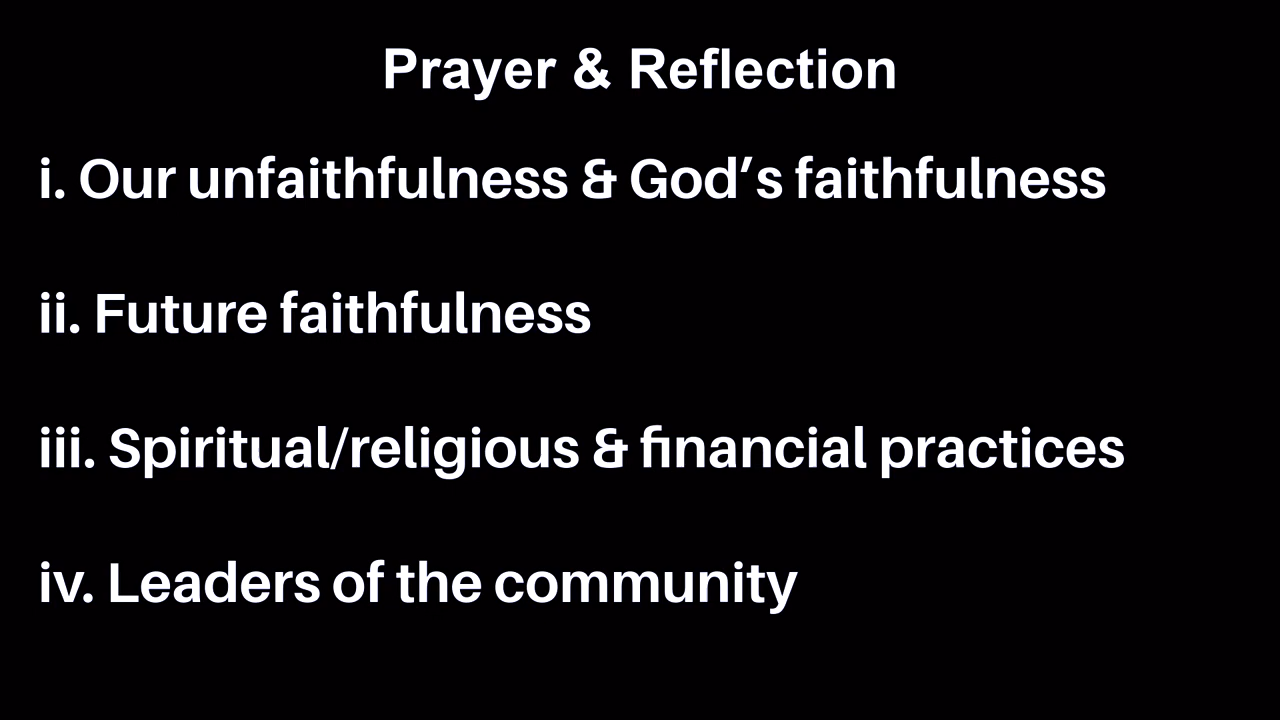 Prayer & Reflection
i. Our unfaithfulness & God’s faithfulness
ii. Future faithfulness
iii. Spiritual/religious & financial practices
iv. Leaders of the community